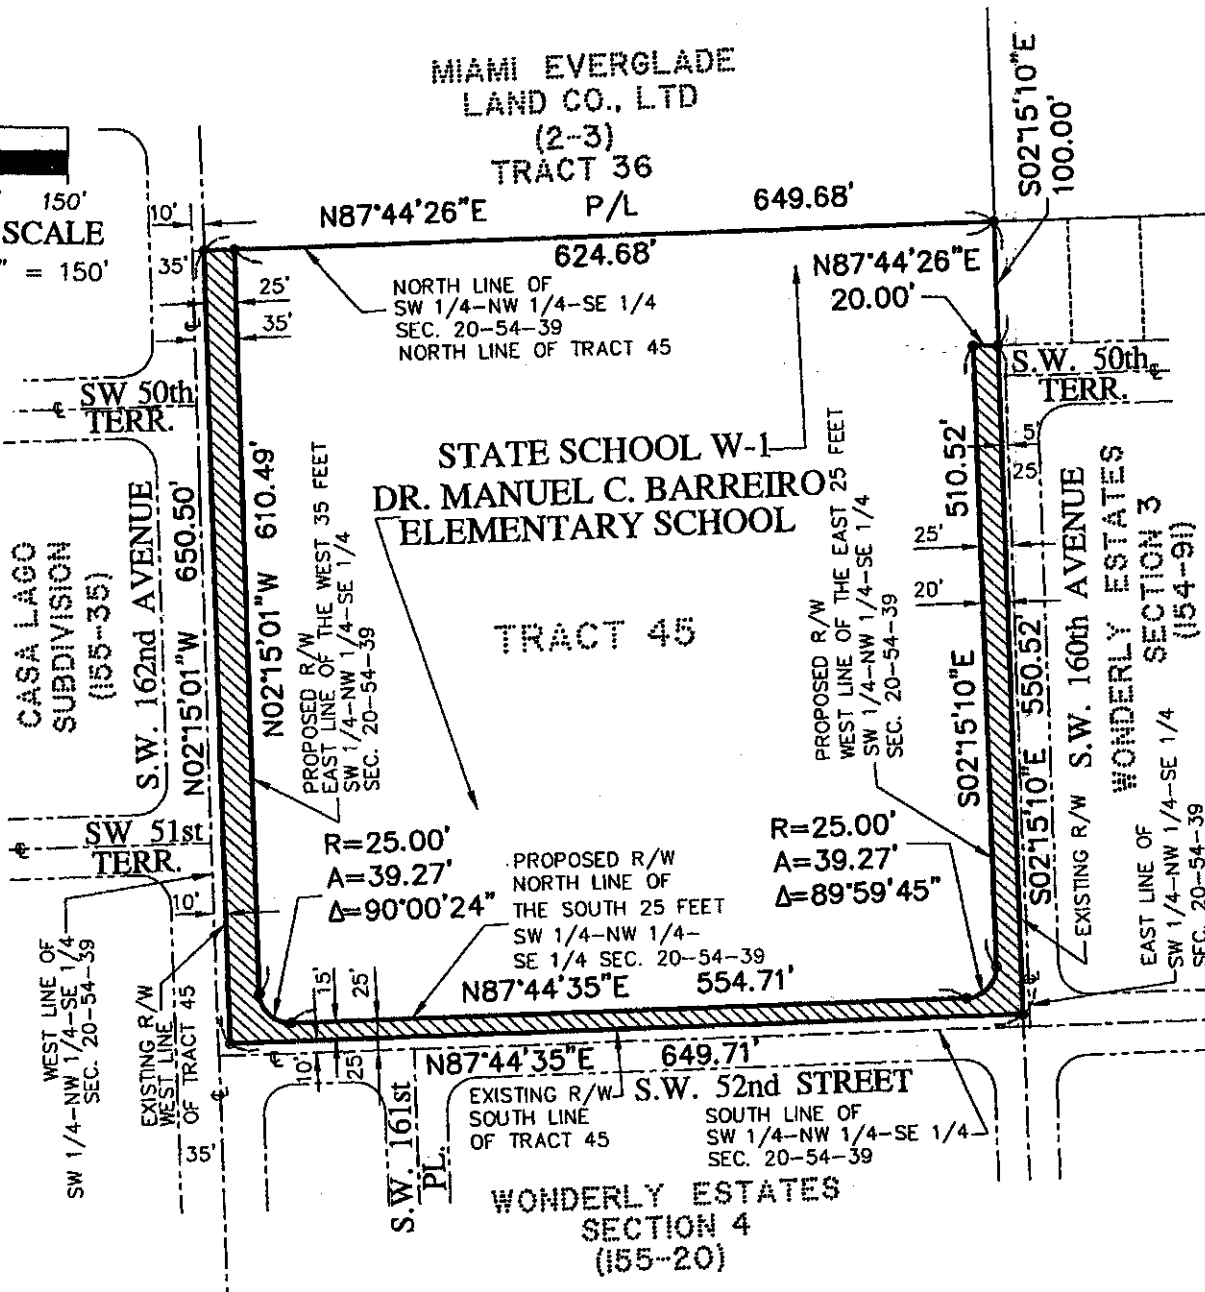 MIAMI EVERGLADE
LAND CO., LTD
(2-3)
TRACT 36
S02°15'10"E
100.00'
150'
SCALE
" = 150'
10'
N87°44'26"E
P/L
649.68'
35'
624.68'
25'
35'
NORTH LINE OF
SW 1/4-NW 1/4-SE 1/4
SEC. 20-54-39
NORTH LINE OF TRACT 45
N87°44'26"E
20.00'
SW 50th
TERR.
S.W. 50th
TERR.
STATE SCHOOL W-1
DR. MANUEL C. BARREIRO
ELEMENTARY SCHOOL
TRACT 45
CASA LAGO
SUBDIVISION
(155-35)
S.W. 162nd AVENUE
N02°15'01"W 650.50'
N02°15'01"W 610.49'
PROPOSED R/W
EAST LINE OF THE WEST 35 FEET
SW 1/4-NW 1/4-SE 1/4
SEC. 20-54-39
PROPOSED R/W
WEST LINE OF THE EAST 25 FEET
SW 1/4-NW 1/4-SE 1/4
SEC. 20-54-39
510.52'
S02°15'10"E
5'
25'
25'
20'
S02°15'10"E 550.52'
EXISTING R/W
S.W. 160th AVENUE
WONDERLY ESTATES
SECTION 3
(154-91)
EAST LINE OF
SW 1/4-NW 1/4-SE 1/4
SEC. 20-54-39
SW 51st
TERR.
R=25.00'
A=39.27'
Δ=90°00'24"
PROPOSED R/W
NORTH LINE OF
THE SOUTH 25 FEET
SW 1/4-NW 1/4-
SE 1/4 SEC. 20-54-39
R=25.00'
A=39.27'
Δ=89°59'45"
10'
WEST LINE OF
SW 1/4-NW 1/4-SE 1/4
SEC. 20-54-39
EXISTING R/W
WEST LINE
OF TRACT 45
35'
15'
25'
N87°44'35"E
554.71'
10'
25'
N87°44'35"E
649.71'
EXISTING R/W
SOUTH LINE
OF TRACT 45
S.W. 52nd STREET
SOUTH LINE OF
SW 1/4-NW 1/4-SE 1/4
SEC. 20-54-39
S.W. 161st
PL.
WONDERLY ESTATES
SECTION 4
(155-20)